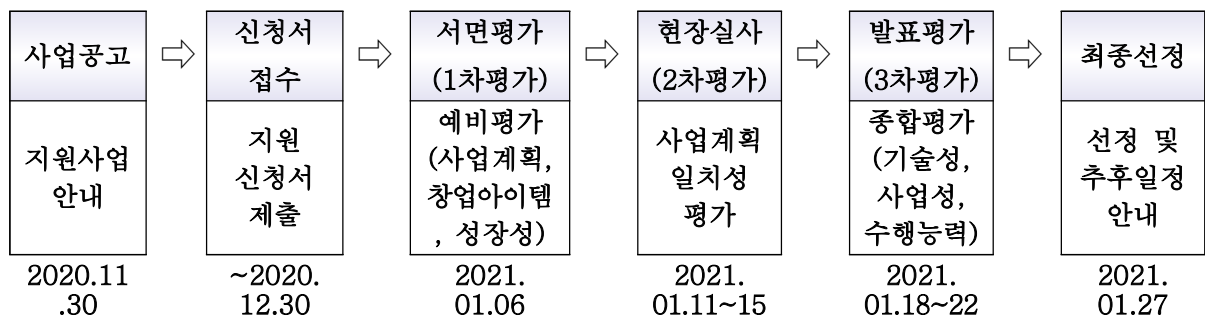 사업공고
신청서
접수
서면평가
(1차평가)
현장실사
(2차평가)
발표평가
(3차평가)
최종선정
지원사업
안내
지원
신청서
제출
예비평가
(사업계획,
창업아이템
, 성장성)
사업계획
일치성
평가
종합평가
(기술성,
사업성,
수행능력)
선정 및
추후일정
안내
2020.11
.30
~2020.
12.30
2021.
01.06
2021.
01.11~15
2021.
01.18~22
2021.
01.27